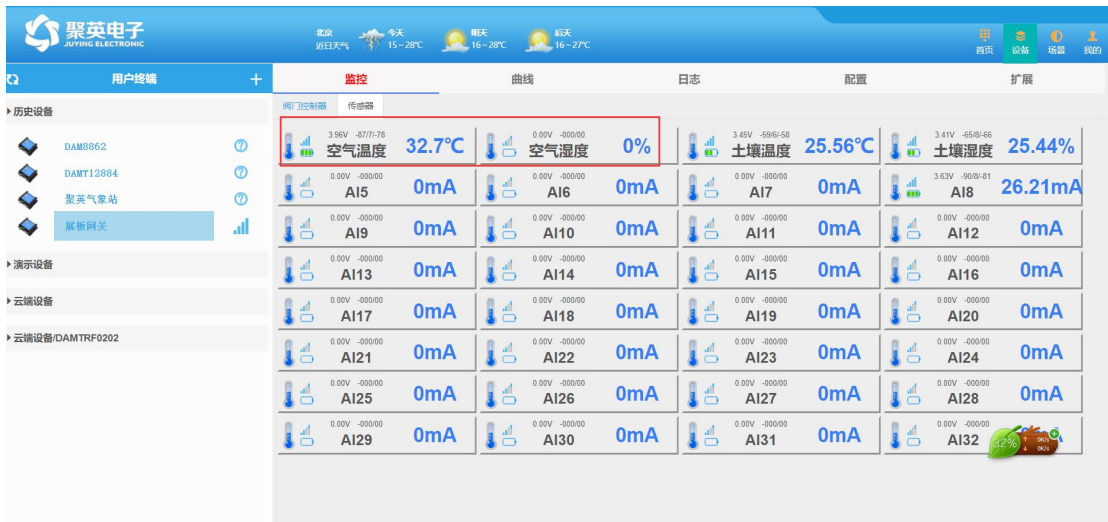 聚英电子
JUYING ELECTRONIC
北京
近日天气
今天
15~28℃
明天
16~28℃
后天
16~27℃
首页
设备
场景
我的
用户终端
+
监控
曲线
日志
配置
扩展
历史设备
DAM8862
DAMT12884
聚英气象站
展板网关
演示设备
云端设备
云端设备/DAMTRF0202
阀门控制器
传感器
3.96V -87/7/-78
空气温度
32.7℃
0.00V -000/00
空气湿度
0%
3.45V -59/6/-58
土壤温度
25.56℃
3.41V -65/8/-66
土壤湿度
25.44%
0.00V -000/00
AI5
0mA
0.00V -000/00
AI6
0mA
0.00V -000/00
AI7
0mA
3.63V -90/8/-81
AI8
26.21mA
0.00V -000/00
AI9
0mA
0.00V -000/00
AI10
0mA
0.00V -000/00
AI11
0mA
0.00V -000/00
AI12
0mA
0.00V -000/00
AI13
0mA
0.00V -000/00
AI14
0mA
0.00V -000/00
AI15
0mA
0.00V -000/00
AI16
0mA
0.00V -000/00
AI17
0mA
0.00V -000/00
AI18
0mA
0.00V -000/00
AI19
0mA
0.00V -000/00
AI20
0mA
0.00V -000/00
AI21
0mA
0.00V -000/00
AI22
0mA
0.00V -000/00
AI23
0mA
0.00V -000/00
AI24
0mA
0.00V -000/00
AI25
0mA
0.00V -000/00
AI26
0mA
0.00V -000/00
AI27
0mA
0.00V -000/00
AI28
0mA
0.00V -000/00
AI29
0mA
0.00V -000/00
AI30
0mA
0.00V -000/00
AI31
0mA
0.00V -000/00
AI32
32%
0K/s
0K/s